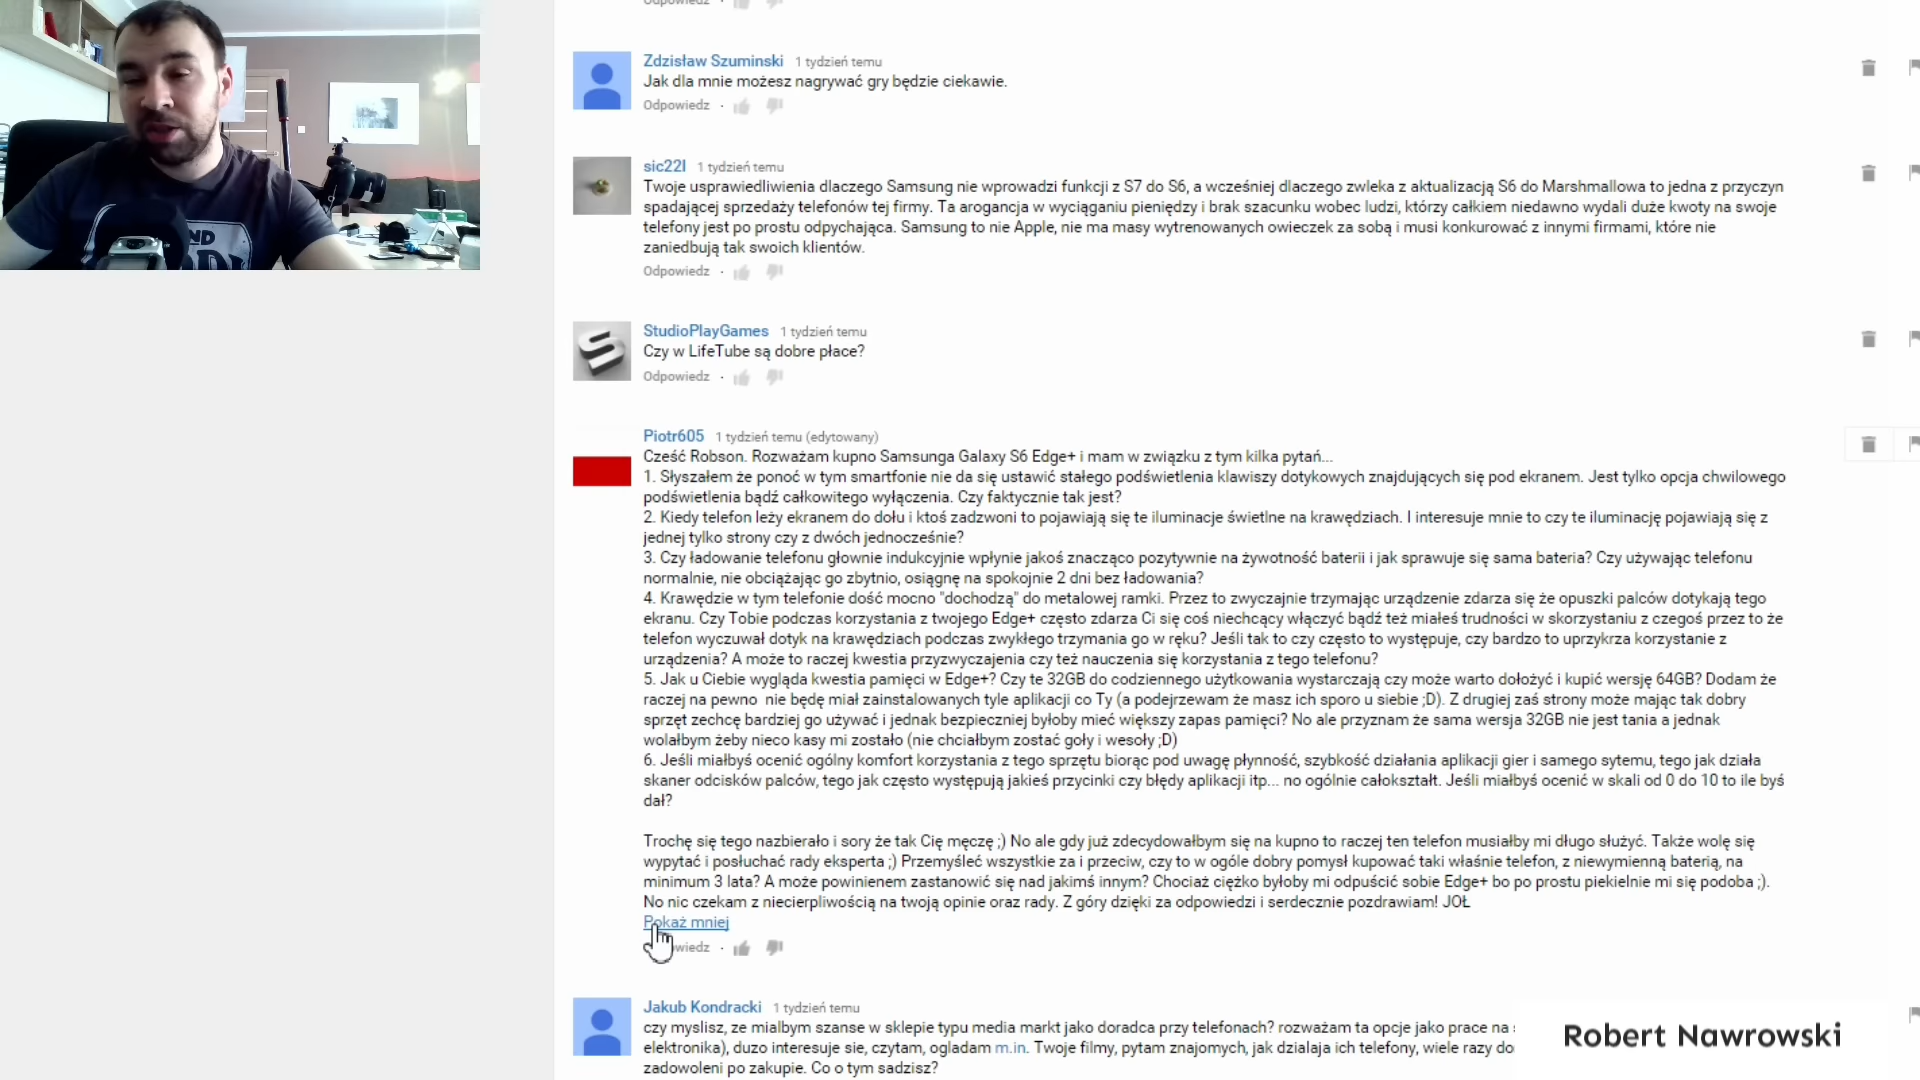 Odpowiedz ·
Zdzisław Szuminski 1 tydzień temu
Jak dla mnie możesz nagrywać gry będzie ciekawie.
Odpowiedz ·
sic22l 1 tydzień temu
Twoje usprawiedliwienia dlaczego Samsung nie wprowadzi funkcji z S7 do S6, a wcześniej dlaczego zwleka z aktualizacją S6 do Marshmallowa to jedna z przyczyn
spadającej sprzedaży telefonów tej firmy. Ta arogancja w wyciąganiu pieniędzy i brak szacunku wobec ludzi, którzy całkiem niedawno wydali duże kwoty na swoje
telefony jest po prostu odpychająca. Samsung to nie Apple, nie ma masy wytrenowanych owieczek za sobą i musi konkurować z innymi firmami, które nie
zaniedbują tak swoich klientów.
Odpowiedz ·
StudioPlayGames 1 tydzień temu
Czy w LifeTube są dobre płace?
Odpowiedz ·
Piotr605 1 tydzień temu (edytowany)
Cześć Robson. Rozważam kupno Samsunga Galaxy S6 Edge+ i mam w związku z tym kilka pytań...
1. Słyszałem że ponoć w tym smartfonie nie da się ustawić stałego podświetlenia klawiszy dotykowych znajdujących się pod ekranem. Jest tylko opcja chwilowego
podświetlenia bądź całkowitego wyłączenia. Czy faktycznie tak jest?
2. Kiedy telefon leży ekranem do dołu i ktoś zadzwoni to pojawiają się te iluminacje świetlne na krawędziach. I interesuje mnie to czy te iluminację pojawiają się z
jednej tylko strony czy z dwóch jednocześnie?
3. Czy ładowanie telefonu głownie indukcyjnie wpłynie jakoś znacząco pozytywnie na żywotność baterii i jak sprawuje się sama bateria? Czy używając telefonu
normalnie, nie obciążając go zbytnio, osiągnę na spokojnie 2 dni bez ładowania?
4. Krawędzie w tym telefonie dość mocno "dochodzą" do metalowej ramki. Przez to zwyczajnie trzymając urządzenie zdarza się że opuszki palców dotykają tego
ekranu. Czy Tobie podczas korzystania z twojego Edge+ często zdarza Ci się coś niechcący włączyć bądź też miałeś trudności w skorzystaniu z czegoś przez to że
telefon wyczuwał dotyk na krawędziach podczas zwykłego trzymania go w ręku? Jeśli tak to czy często to występuje, czy bardzo to uprzykrza korzystanie z
urządzenia? A może to raczej kwestia przyzwyczajenia czy też nauczenia się korzystania z tego telefonu?
5. Jak u Ciebie wygląda kwestia pamięci w Edge+? Czy te 32GB do codziennego użytkowania wystarczają czy może warto dołożyć i kupić wersję 64GB? Dodam że
raczej na pewno nie będę miał zainstalowanych tyle aplikacji co Ty (a podejrzewam że masz ich sporo u siebie ;D). Z drugiej zaś strony może mając tak dobry
sprzęt zechcę bardziej go używać i jednak bezpieczniej byłoby mieć większy zapas pamięci? No ale przyznam że sama wersja 32GB nie jest tania a jednak
wolałbym żeby nieco kasy mi zostało (nie chciałbym zostać goły i wesoły ;D)
6. Jeśli miałbyś ocenić ogólny komfort korzystania z tego sprzętu biorąc pod uwagę płynność, szybkość działania aplikacji gier i samego sytemu, tego jak działa
skaner odcisków palców, tego jak często występują jakieś przycinki czy błędy aplikacji itp... no ogólnie całokształt. Jeśli miałbyś ocenić w skali od 0 do 10 to ile byś
dał?
Trochę się tego nazbierało i sory że tak Cię męczę ;) No ale gdy już zdecydowałbym się na kupno to raczej ten telefon musiałby mi długo służyć. Także wolę się
wypytać i posłuchać rady eksperta ;) Przemyśleć wszystkie za i przeciw, czy to w ogóle dobry pomysł kupować taki właśnie telefon, z niewymienną baterią, na
minimum 3 lata? A może powinienem zastanowić się nad jakimś innym? Chociaż ciężko byłoby mi odpuścić sobie Edge+ bo po prostu piekielnie mi się podoba ;).
No nic czekam z niecierpliwością na twoją opinie oraz rady. Z góry dzięki za odpowiedzi i serdecznie pozdrawiam! JOŁ
Pokaż mniej
wiedz ·
Jakub Kondracki 1 tydzień temu
czy myslisz, ze mialbym szanse w sklepie typu media markt jako doradca przy telefonach? rozważam ta opcje jako prace na
elektronika), duzo interesuje sie, czytam, ogladam m.in. Twoje filmy, pytam znajomych, jak dzialaja ich telefony, wiele razy
zadowoleni po zakupie. Co o tym sadzisz?
Robert Nawrowski